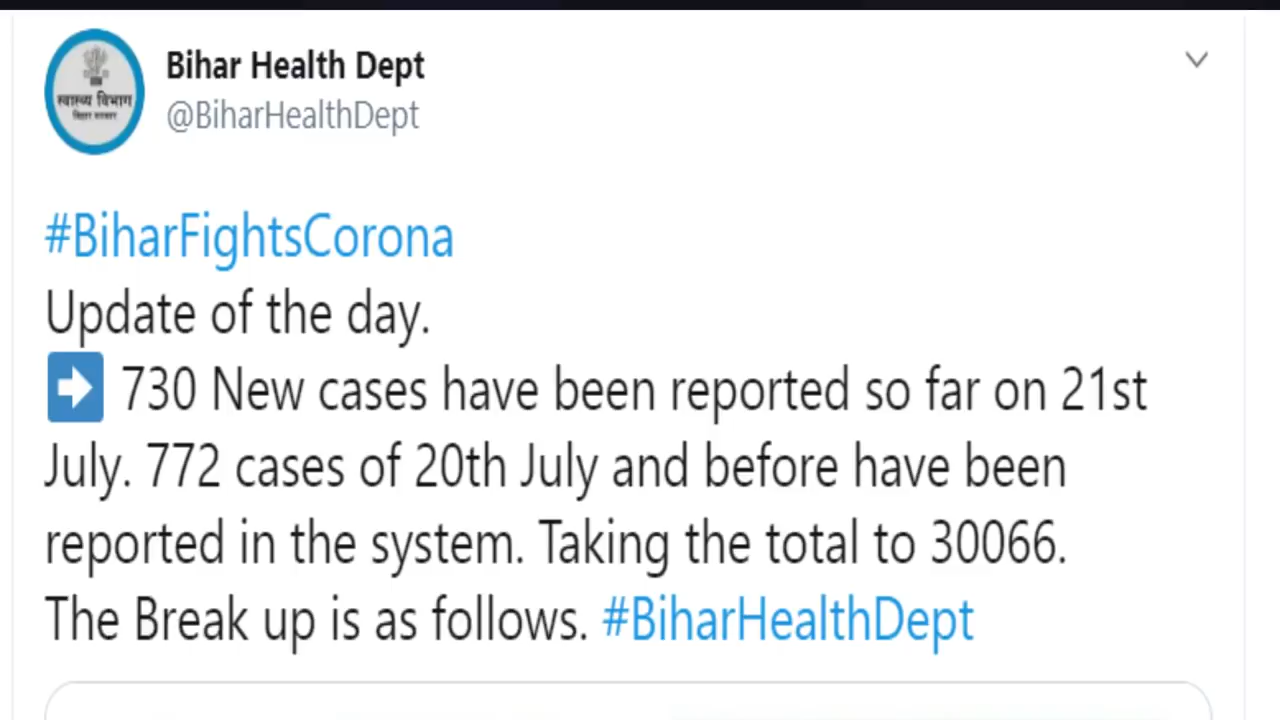 Bihar Health Dept
@BiharHealthDept
स्वास्थ्य विभाग
बिहार सरकार
#BiharFightsCorona
Update of the day.
➡ 730 New cases have been reported so far on 21st
July. 772 cases of 20th July and before have been
reported in the system. Taking the total to 30066.
The Break up is as follows. #BiharHealthDept